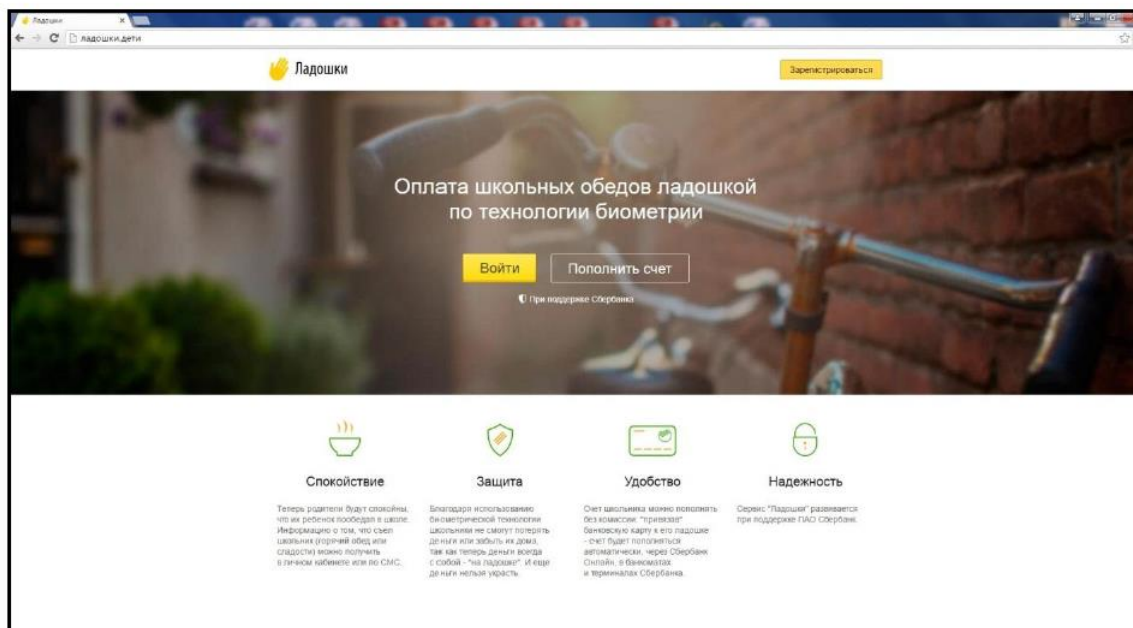 Ладошки
ладошки.дети
Ладошки
Зарегистрироваться
Оплата школьных обедов ладошкой
по технологии биометрии
Войти
Пополнить счет
При поддержке Сбербанка
Спокойствие
Теперь родители будут спокойны,
что их ребенок пообедал в школе.
Информацию о том, что съел
школьник (горячий обед или
сладости) можно получить
в личном кабинете или по СМС.
Защита
Благодаря использованию
биометрической технологии
школьники не смогут потерять
деньги или забыть их дома,
так как теперь деньги всегда
с собой - "на ладошке". И еще
деньги нельзя украсть.
Удобство
Счет школьника можно пополнять
без комиссии: "привязав"
банковскую карту к его ладошке
- счет будет пополняться
автоматически, через Сбербанк
Онлайн, в банкоматах
и терминалах Сбербанка.
Надежность
Сервис "Ладошки" развивается
при поддержке ПАО Сбербанк.